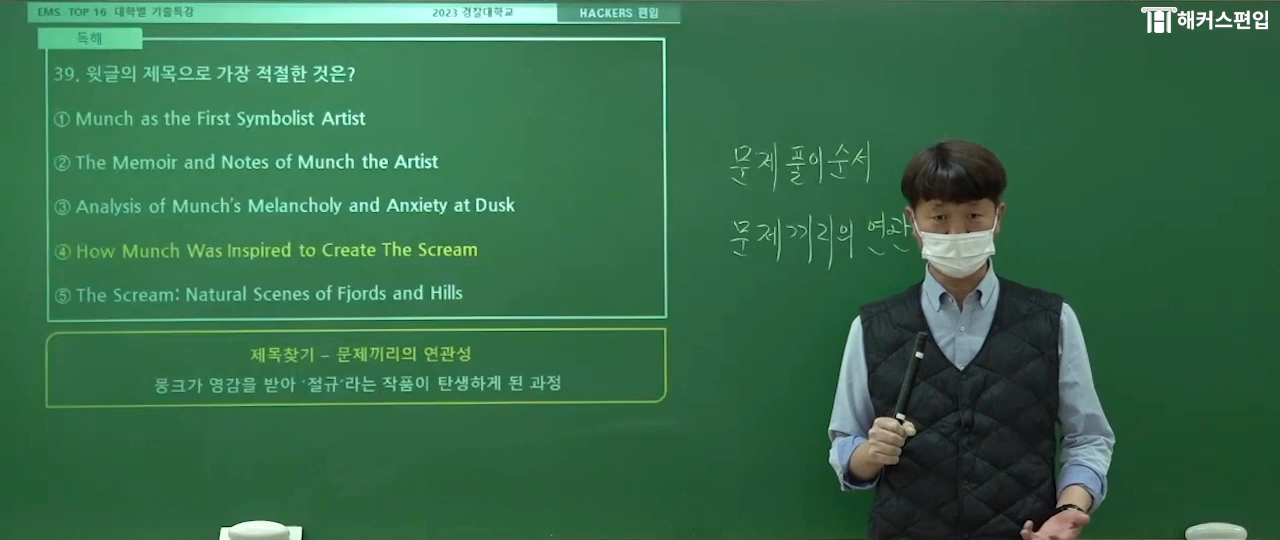 EMS TOP 16 대학별 기출특강
2023 경찰대학교
HACKERS 편입
해커스편입
독해
39. 윗글의 제목으로 가장 적절한 것은?
① Munch as the First Symbolist Artist
② The Memoir and Notes of Munch the Artist
③ Analysis of Munch's Melancholy and Anxiety at Dusk
④ How Munch Was Inspired to Create The Scream
⑤ The Scream: Natural Scenes of Fjords and Hills
제목찾기 – 문제끼리의 연관성
뭉크가 영감을 받아 '절규'라는 작품이 탄생하게 된 과정
문제 풀이 순서
문제끼리의 연관